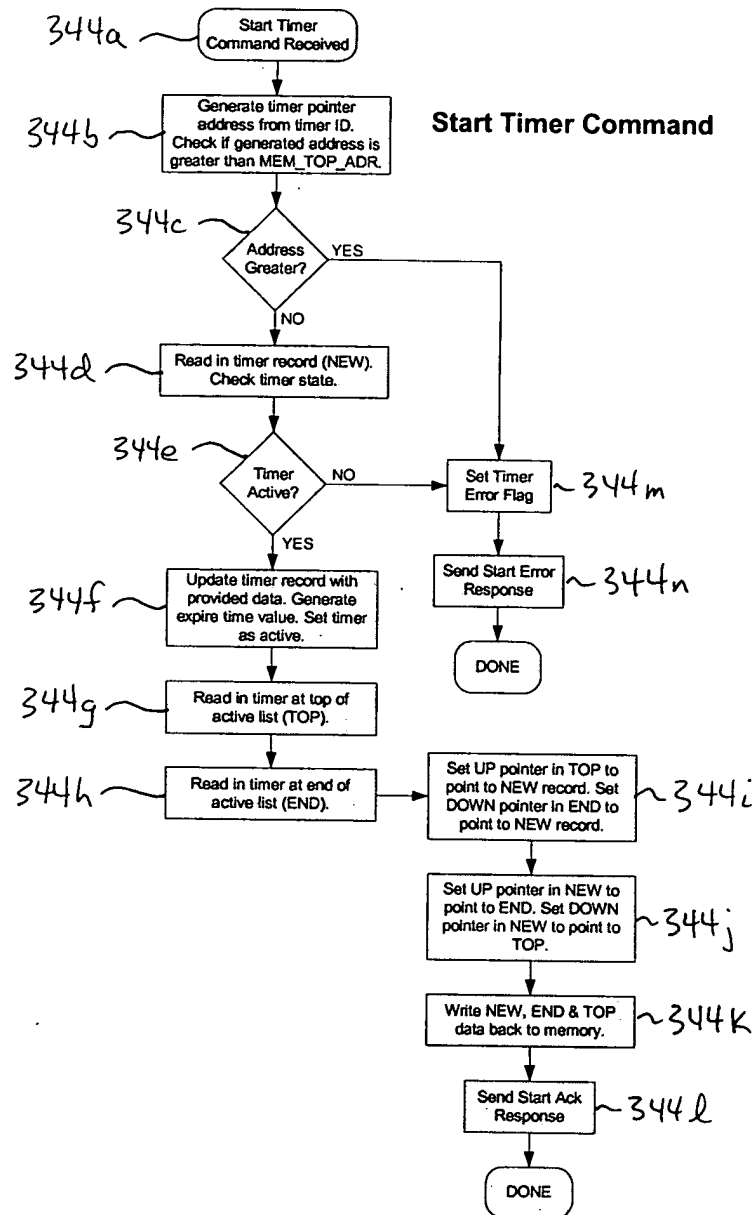 344a
Start Timer
Command Received
Start Timer Command
344b
Generate timer pointer
address from timer ID.
Check if generated address is
greater than MEM_TOP_ADR.
344c
Address
Greater?
YES
NO
344d
Read in timer record (NEW).
Check timer state.
344e
Timer
Active?
NO
YES
Set Timer
Error Flag
344m
344f
Update timer record with
provided data. Generate
expire time value. Set timer
as active.
Send Start Error
Response
344n
DONE
344g
Read in timer at top of
active list (TOP).
344h
Read in timer at end of
active list (END).
Set UP pointer in TOP to
point to NEW record. Set
DOWN pointer in END to
point to NEW record.
344i
Set UP pointer in NEW to
point to END. Set DOWN
pointer in NEW to point to
TOP.
344j
Write NEW, END & TOP
data back to memory.
344k
Send Start Ack
Response
344l
DONE